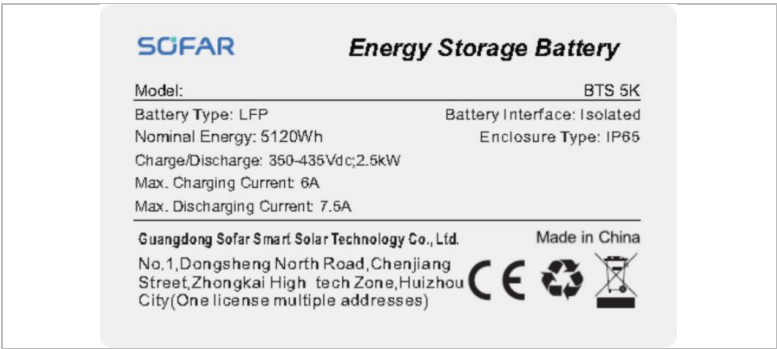 SOFAR Energy Storage Battery
Model: BTS 5K
Battery Type: LFP Battery Interface: Isolated
Nominal Energy: 5120Wh Enclosure Type: IP65
Charge/Discharge: 350-435Vdc;2.5kW
Max. Charging Current: 6A
Max. Discharging Current: 7.5A
Guangdong Sofar Smart Solar Technology Co., Ltd. Made in China
No.1,Dongsheng North Road,Chenjiang
Street,Zhongkai High tech Zone,Huizhou
City(One license multiple addresses)
CE